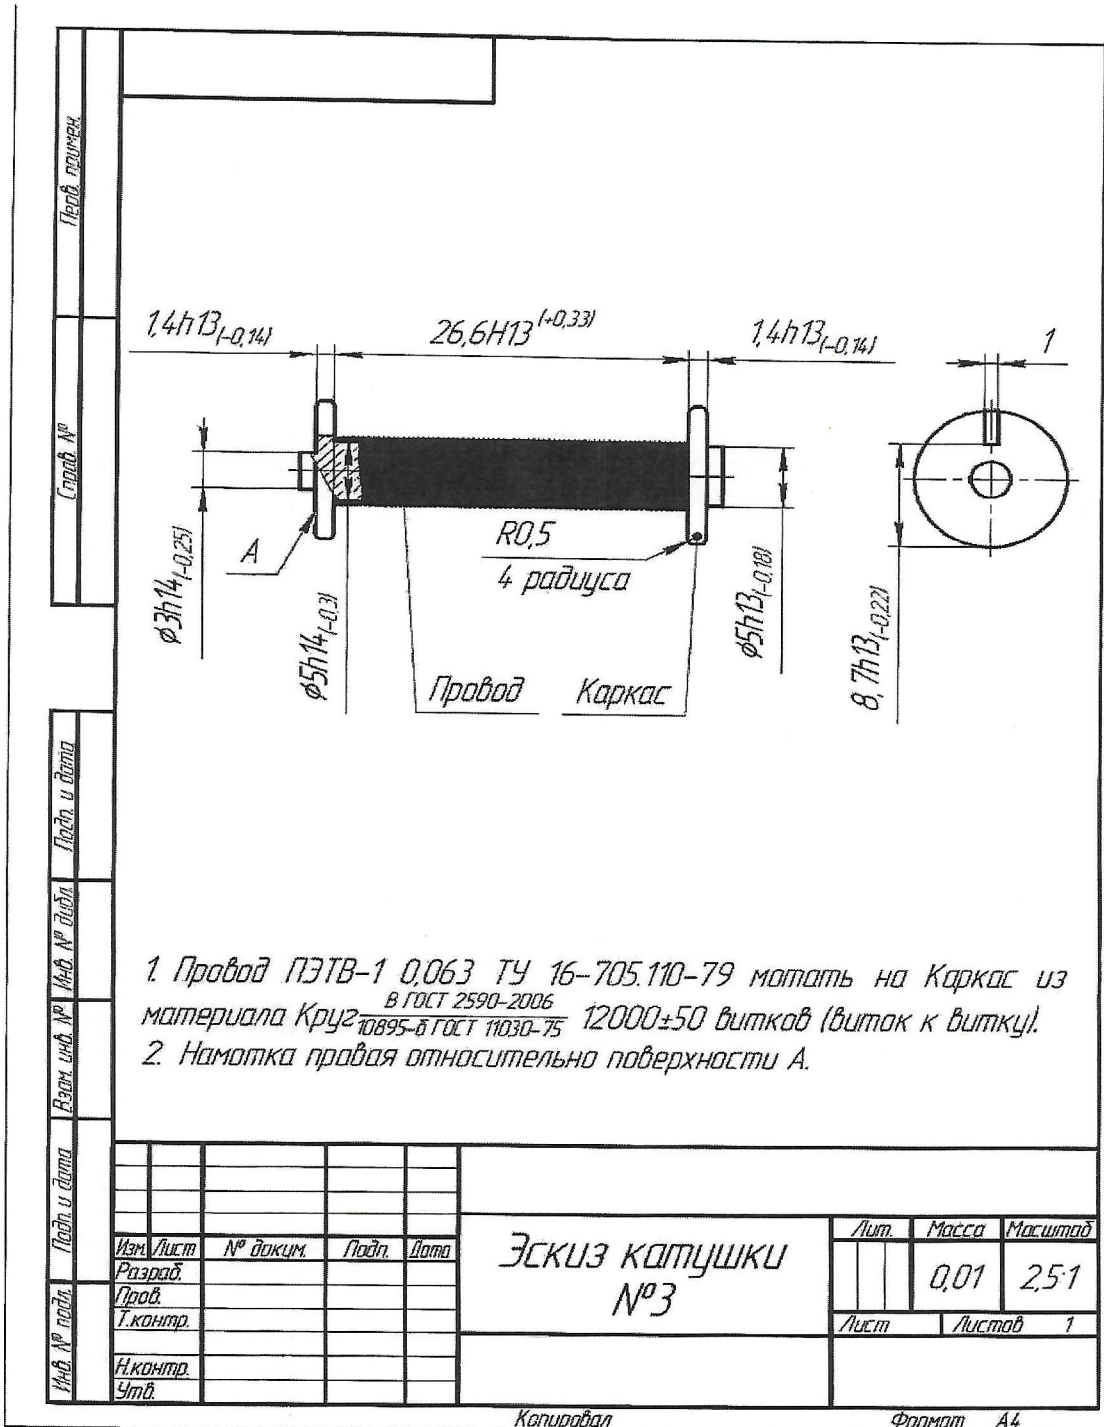 Перв. примен.
Справ. №
Подп. и дата
Инв. № дубл.
Взам. инв. №
Подп. и дата
Инв. № подл.
1,4h13(-0,14)
26,6H13(+0,33)
1,4h13(-0,14)
1
⌀3h14(-0,25)
А
⌀5h14(-0,3)
R0,5
4 радиуса
⌀5h13(-0,18)
8,7h13(-0,22)
Провод
Каркас
1. Провод ПЭТВ-1 0,063 ТУ 16-705.110-79 мотать на Каркас из
материала Круг В ГОСТ 2590-2006 / 10895-б ГОСТ 11030-75 12000±50 витков (виток к витку).
2. Намотка правая относительно поверхности А.
Изм. Лист № докум. Подп. Дата
Разраб.
Пров.
Т.контр.
Н.контр.
Утв.
Эскиз катушки
№3
Лит. Масса Масштаб
0,01 2,5:1
Лист Листов 1
Копировал Формат А4